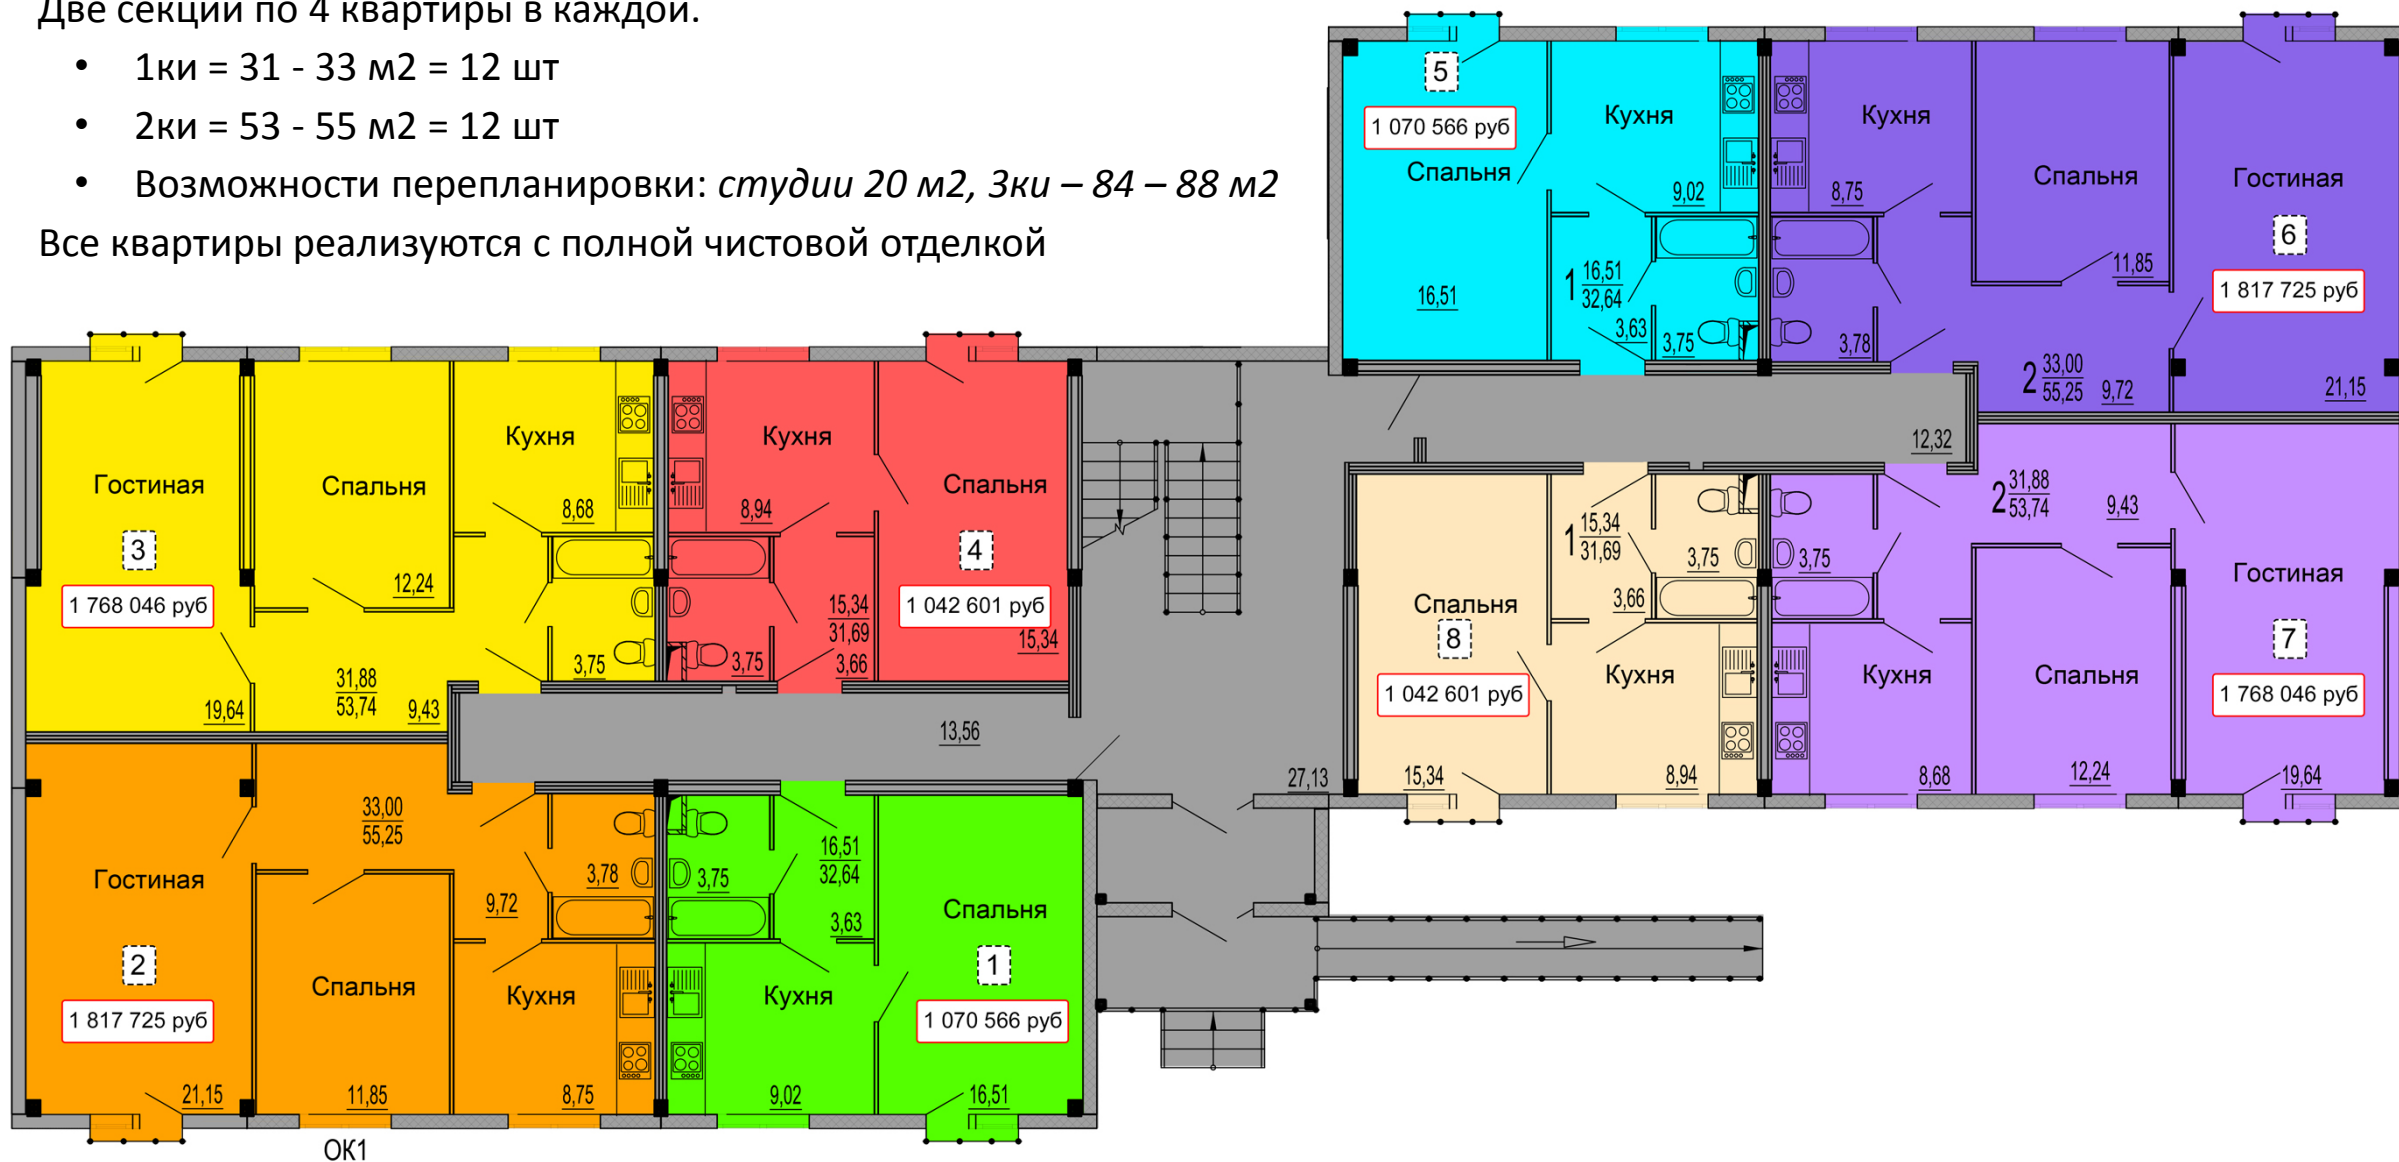 Две секции по 4 квартиры в каждой.
• 1ки = 31 - 33 м2 = 12 шт
• 2ки = 53 - 55 м2 = 12 шт
• Возможности перепланировки: студии 20 м2, 3ки – 84 – 88 м2
Все квартиры реализуются с полной чистовой отделкой
5
1 070 566 руб
Спальня
16,51
Кухня
9,02
1 16,51
32,64
3,63
3,75
Кухня
8,75
3,78
Спальня
11,85
2 33,00
55,25
9,72
Гостиная
6
1 817 725 руб
21,15
Гостиная
3
1 768 046 руб
19,64
Спальня
12,24
31,88
53,74
9,43
Кухня
8,68
3,75
Кухня
8,94
3,75
15,34
31,69
3,66
Спальня
4
1 042 601 руб
15,34
12,32
13,56
27,13
Спальня
8
1 042 601 руб
15,34
1 15,34
31,69
3,66
3,75
Кухня
8,94
3,75
Кухня
8,68
2 31,88
53,74
9,43
Спальня
12,24
Гостиная
7
1 768 046 руб
19,64
Гостиная
2
1 817 725 руб
21,15
33,00
55,25
Спальня
11,85
9,72
3,78
Кухня
8,75
3,75
16,51
32,64
3,63
Кухня
9,02
Спальня
1
1 070 566 руб
16,51
ОК1